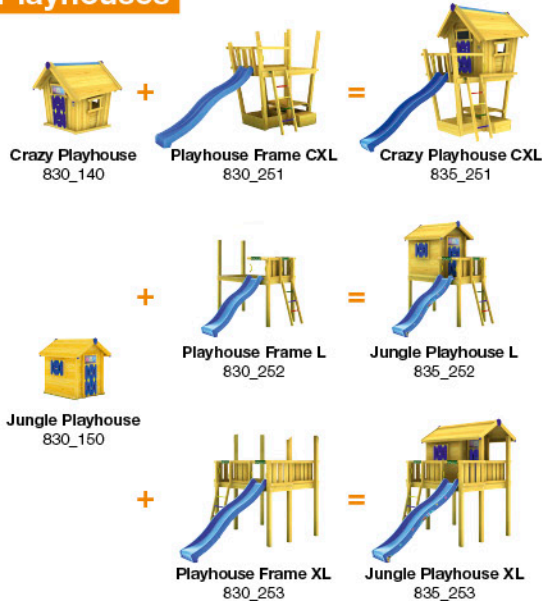 Playhouses
+
=
Crazy Playhouse
830_140
Playhouse Frame CXL
830_251
Crazy Playhouse CXL
835_251
+
=
Playhouse Frame L
830_252
Jungle Playhouse L
835_252
Jungle Playhouse
830_150
+
=
Playhouse Frame XL
830_253
Jungle Playhouse XL
835_253